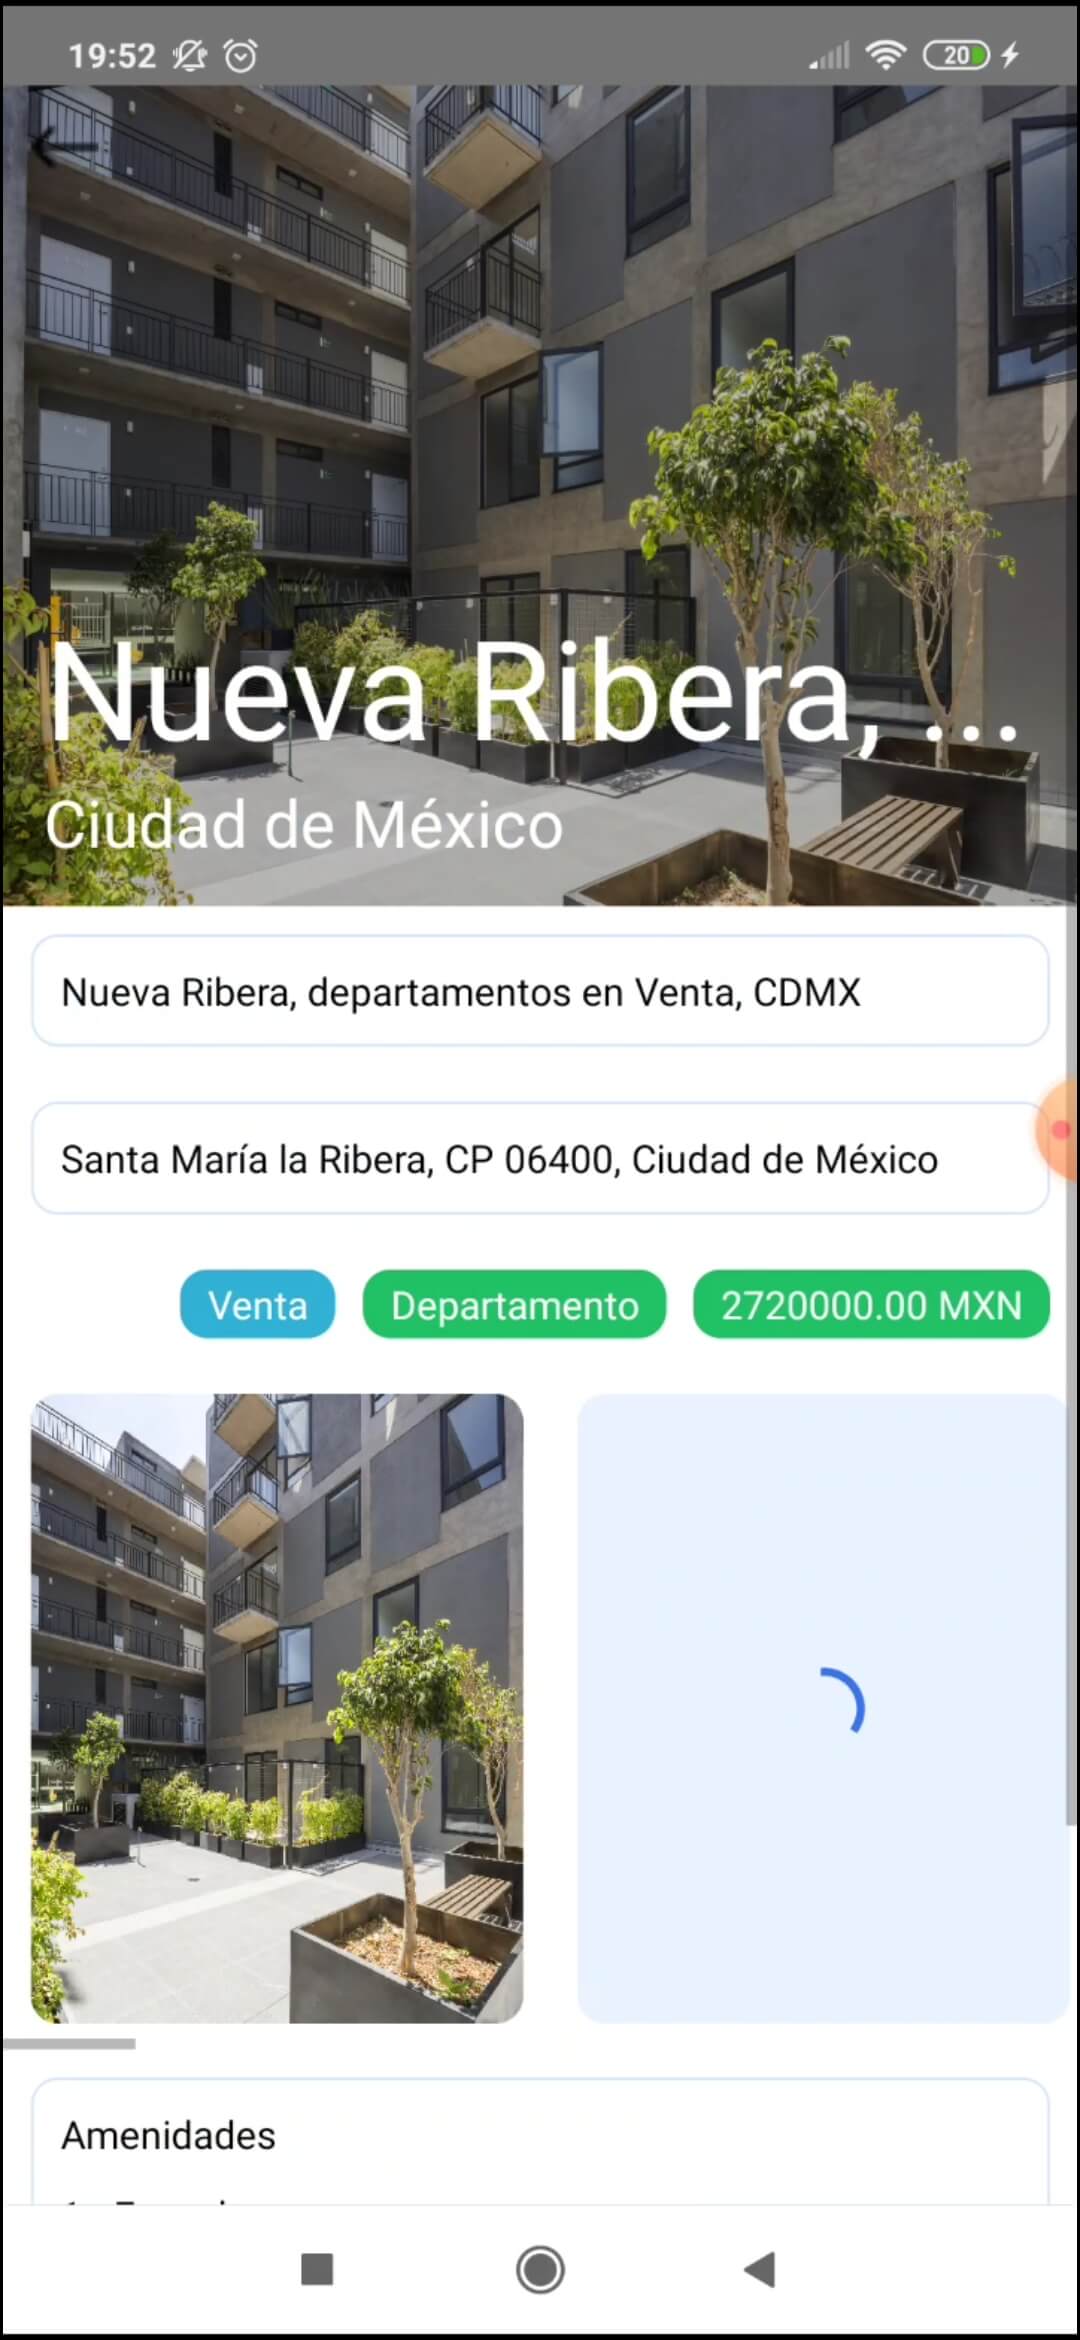 19:52
20
Nueva Ribera, ...
Ciudad de México
Nueva Ribera, departamentos en Venta, CDMX
Santa María la Ribera, CP 06400, Ciudad de México
Venta Departamento 2720000.00 MXN
Amenidades